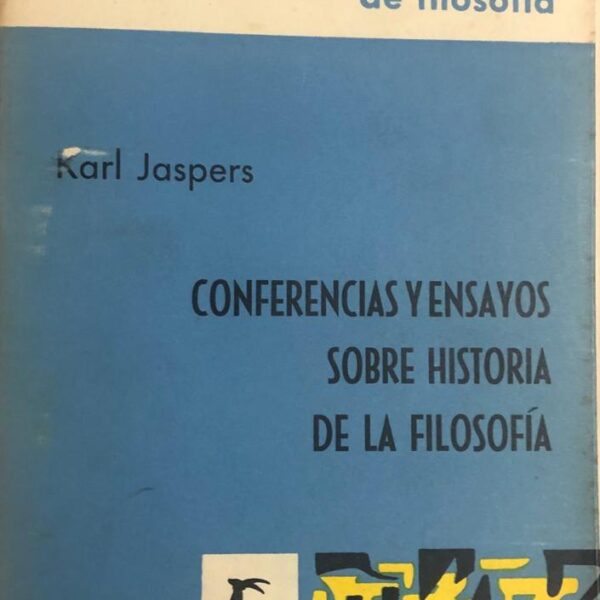 de filosofía
Karl Jaspers
CONFERENCIAS Y ENSAYOS
SOBRE HISTORIA
DE LA FILOSOFÍA